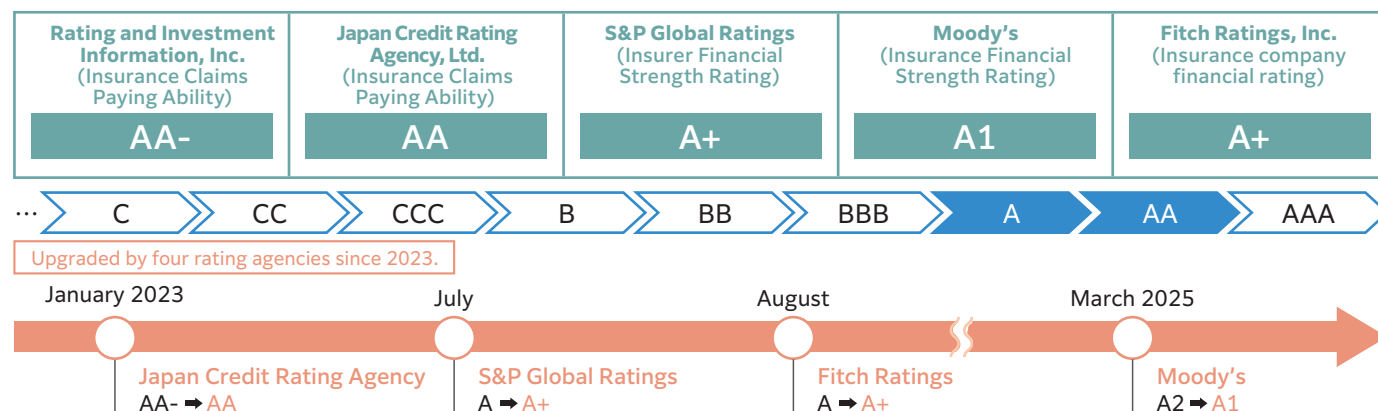 Rating and Investment
Information, Inc.
(Insurance Claims
Paying Ability)
AA-
Japan Credit Rating
Agency, Ltd.
(Insurance Claims
Paying Ability)
AA
S&P Global Ratings
(Insurer Financial
Strength Rating)
A+
Moody's
(Insurance Financial
Strength Rating)
A1
Fitch Ratings, Inc.
(Insurance company
financial rating)
A+
... C CC CCC B BB BBB A AA AAA
Upgraded by four rating agencies since 2023.
January 2023
July
August
March 2025
Japan Credit Rating Agency
AA- ➡ AA
S&P Global Ratings
A ➡ A+
Fitch Ratings
A ➡ A+
Moody's
A2 ➡ A1